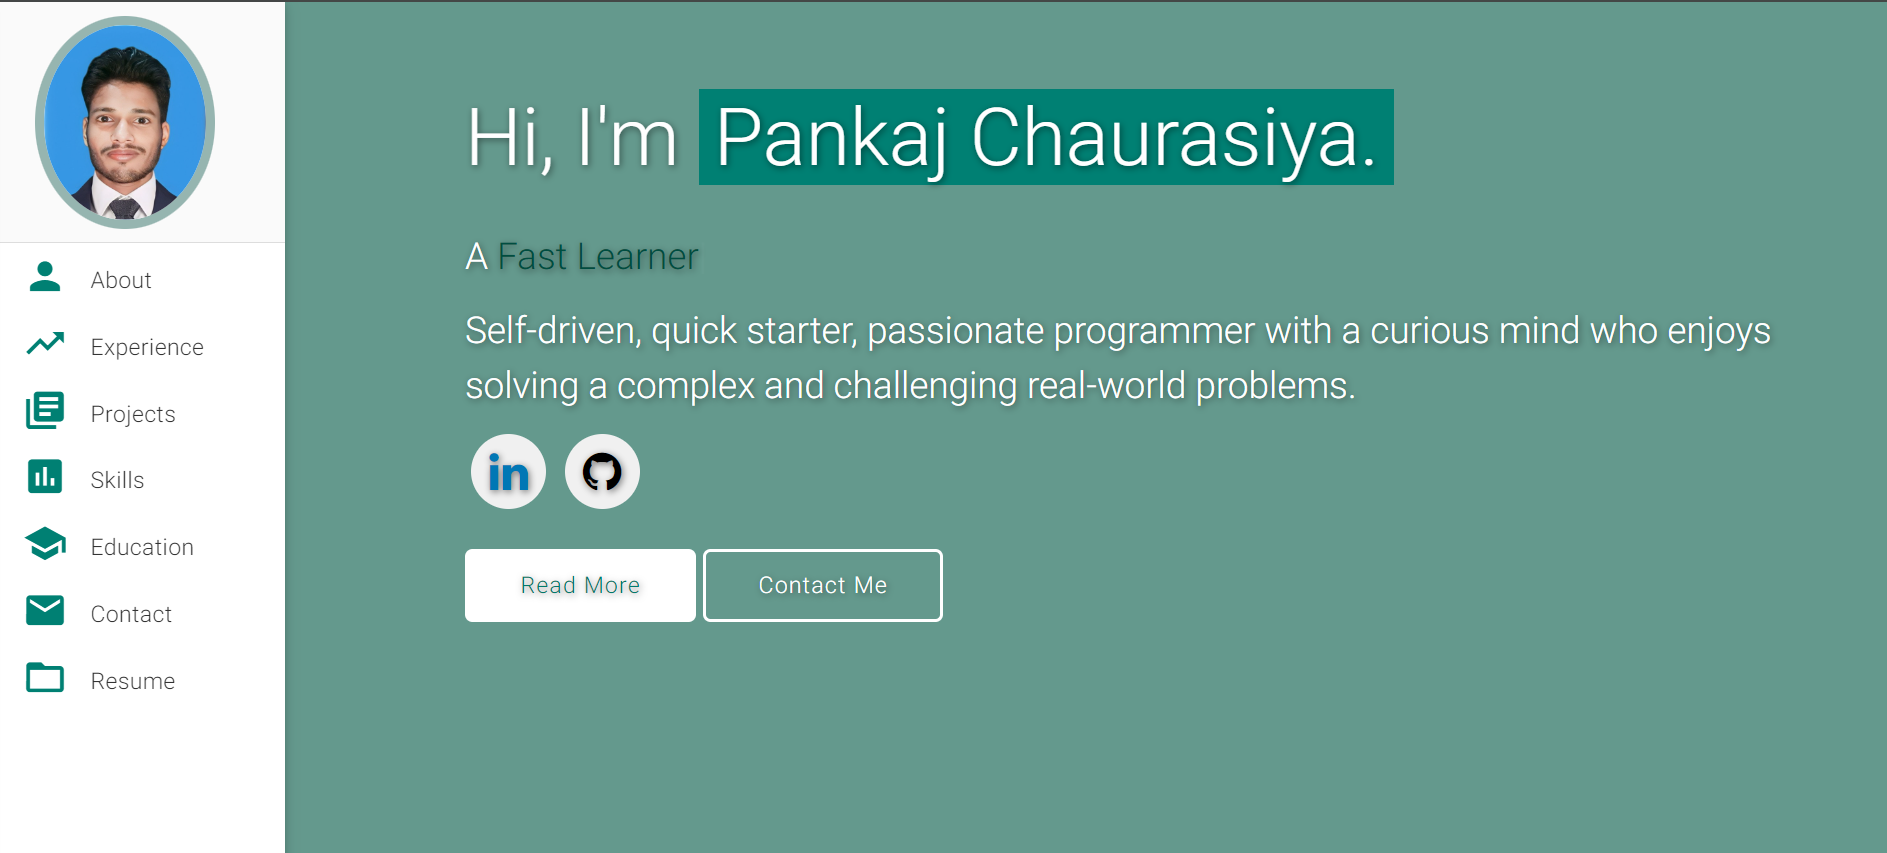 About
Experience
Projects
Skills
Education
Contact
Resume
Hi, I'm Pankaj Chaurasiya.
A Fast Learner
Self-driven, quick starter, passionate programmer with a curious mind who enjoys
solving a complex and challenging real-world problems.
in
Read More
Contact Me